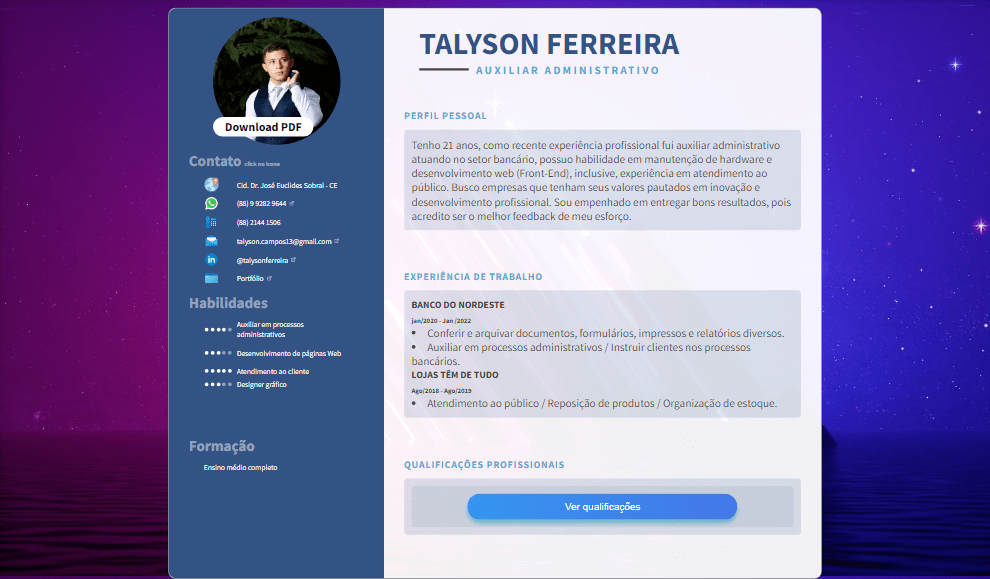 Download PDF
Contato click no ícone
Cid. Dr. José Euclides Sobral - CE
(88) 9 9282 9644
(88) 2144 1506
talyson.campos13@gmail.com
@talysonferreira
Portfólio
Habilidades
Auxiliar em processos
administrativos
Desenvolvimento de páginas Web
Atendimento ao cliente
Designer gráfico
Formação
Ensino médio completo
TALYSON FERREIRA
AUXILIAR ADMINISTRATIVO
PERFIL PESSOAL
Tenho 21 anos, como recente experiência profissional fui auxiliar administrativo
atuando no setor bancário, possuo habilidade em manutenção de hardware e
desenvolvimento web (Front-End), inclusive, experiência em atendimento ao
público. Busco empresas que tenham seus valores pautados em inovação e
desenvolvimento profissional. Sou empenhado em entregar bons resultados, pois
acredito ser o melhor feedback de meu esforço.
EXPERIÊNCIA DE TRABALHO
BANCO DO NORDESTE
jan/2020 - Jan /2022
• Conferir e arquivar documentos, formulários, impressos e relatórios diversos.
• Auxiliar em processos administrativos / Instruir clientes nos processos
bancários.
LOJAS TÊM DE TUDO
Ago/2018 - Ago/2019
• Atendimento ao público / Reposição de produtos / Organização de estoque.
QUALIFICAÇÕES PROFISSIONAIS
Ver qualificações